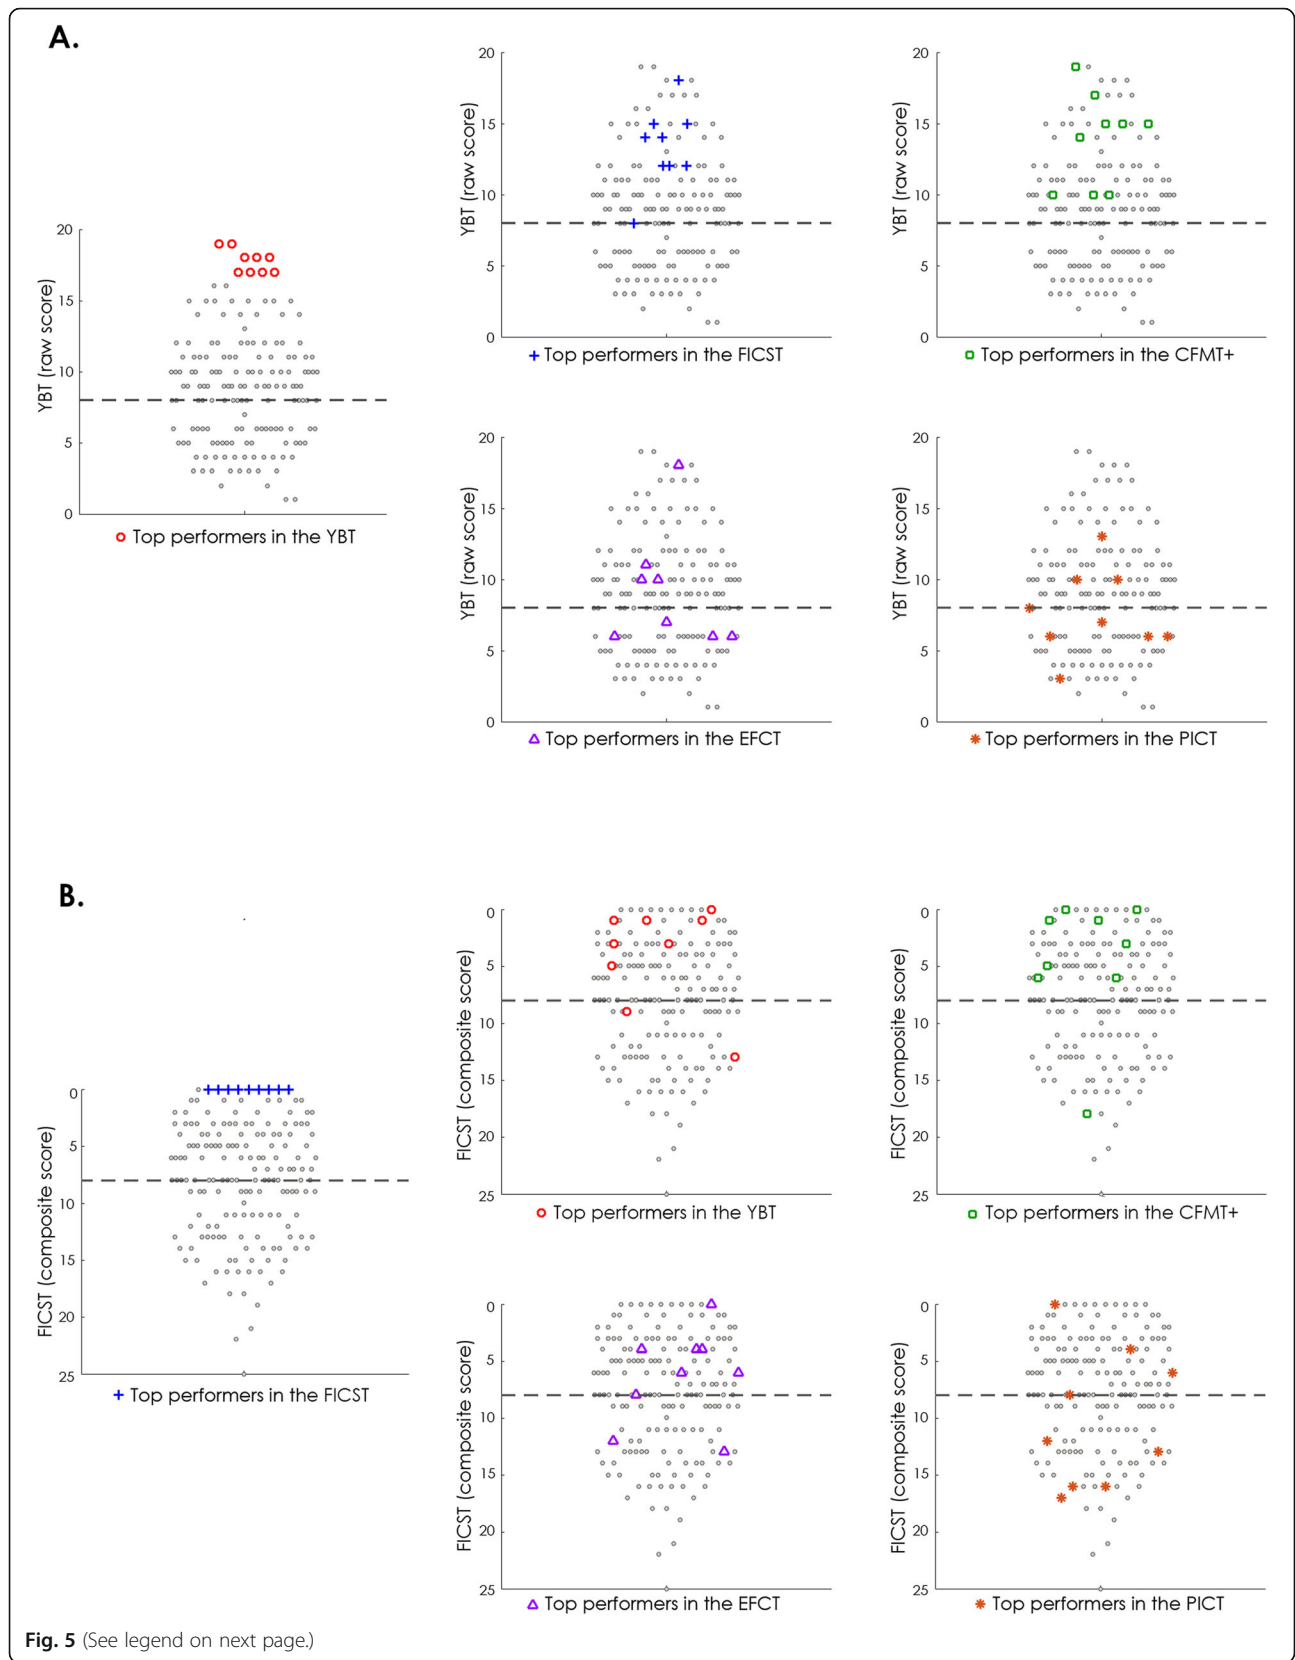 A.
20
15
10
5
0
YBT (raw score)
Top performers in the YBT
20
15
10
5
0
YBT (raw score)
Top performers in the FICST
20
15
10
5
0
YBT (raw score)
Top performers in the CFMT+
20
15
10
5
0
YBT (raw score)
Top performers in the EFCT
20
15
10
5
0
YBT (raw score)
Top performers in the PICT
B.
0
5
10
15
20
25
FICST (composite score)
Top performers in the FICST
0
5
10
15
20
25
FICST (composite score)
Top performers in the YBT
0
5
10
15
20
25
FICST (composite score)
Top performers in the CFMT+
0
5
10
15
20
25
FICST (composite score)
Top performers in the EFCT
0
5
10
15
20
25
FICST (composite score)
Top performers in the PICT
Fig. 5 (See legend on next page.)